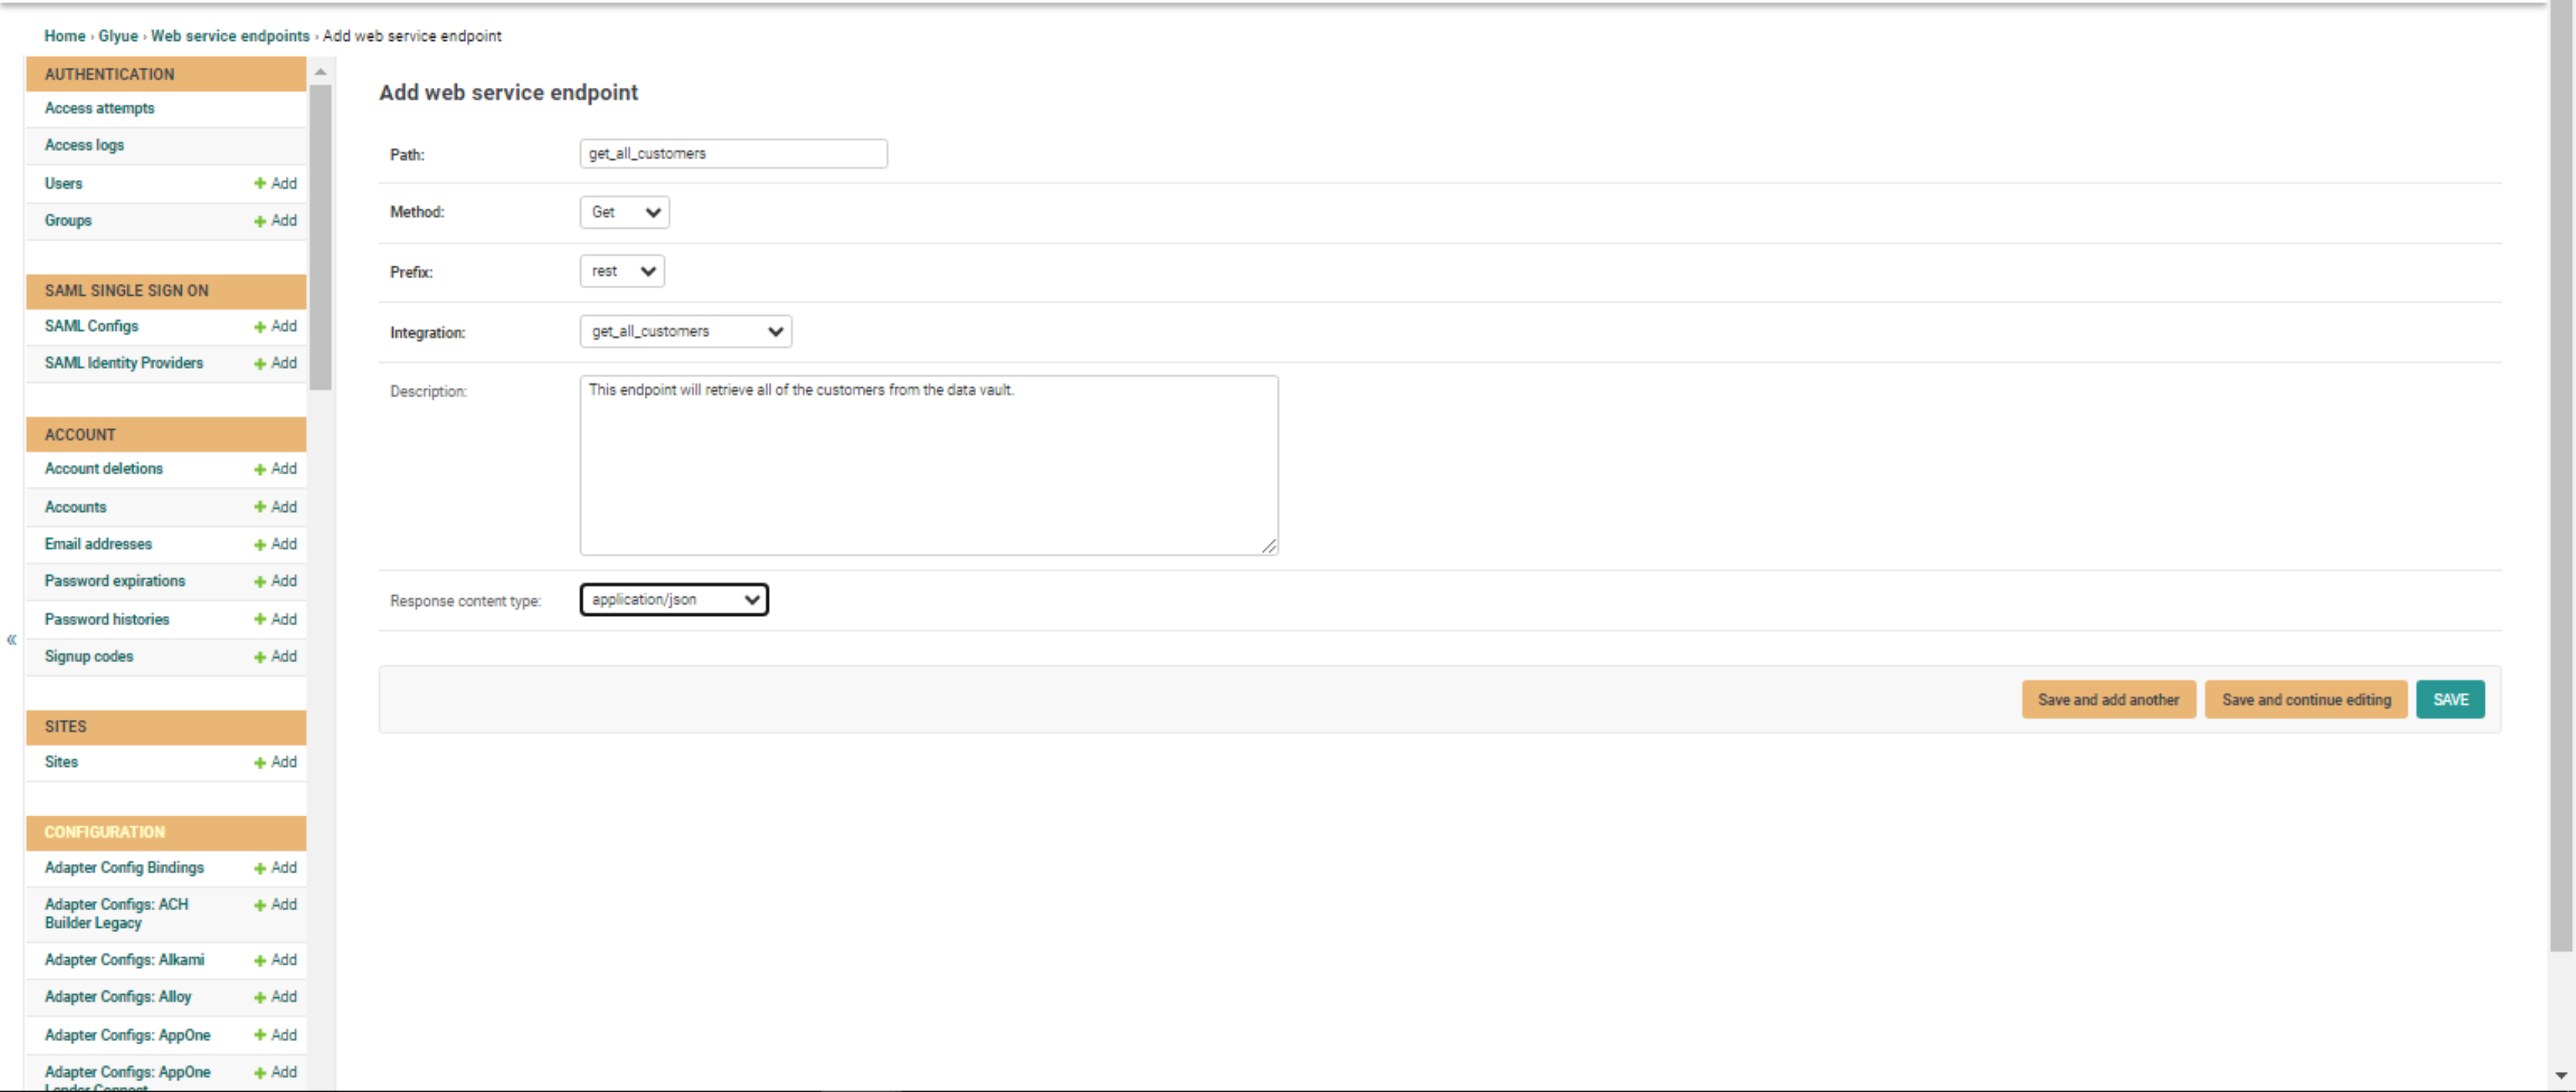 Home › Glyue › Web service endpoints › Add web service endpoint
AUTHENTICATION
Access attempts
Access logs
Users + Add
Groups + Add
SAML SINGLE SIGN ON
SAML Configs + Add
SAML Identity Providers + Add
ACCOUNT
Account deletions + Add
Accounts + Add
Email addresses + Add
Password expirations + Add
Password histories + Add
Signup codes + Add
SITES
Sites + Add
CONFIGURATION
Adapter Config Bindings + Add
Adapter Configs: ACH + Add
Builder Legacy
Adapter Configs: Alkami + Add
Adapter Configs: Alloy + Add
Adapter Configs: AppOne + Add
Adapter Configs: AppOne + Add
Lender Connect
«
Add web service endpoint
Path: get_all_customers
Method: Get
Prefix: rest
Integration: get_all_customers
Description: This endpoint will retrieve all of the customers from the data vault.
Response content type: application/json
Save and add another Save and continue editing SAVE